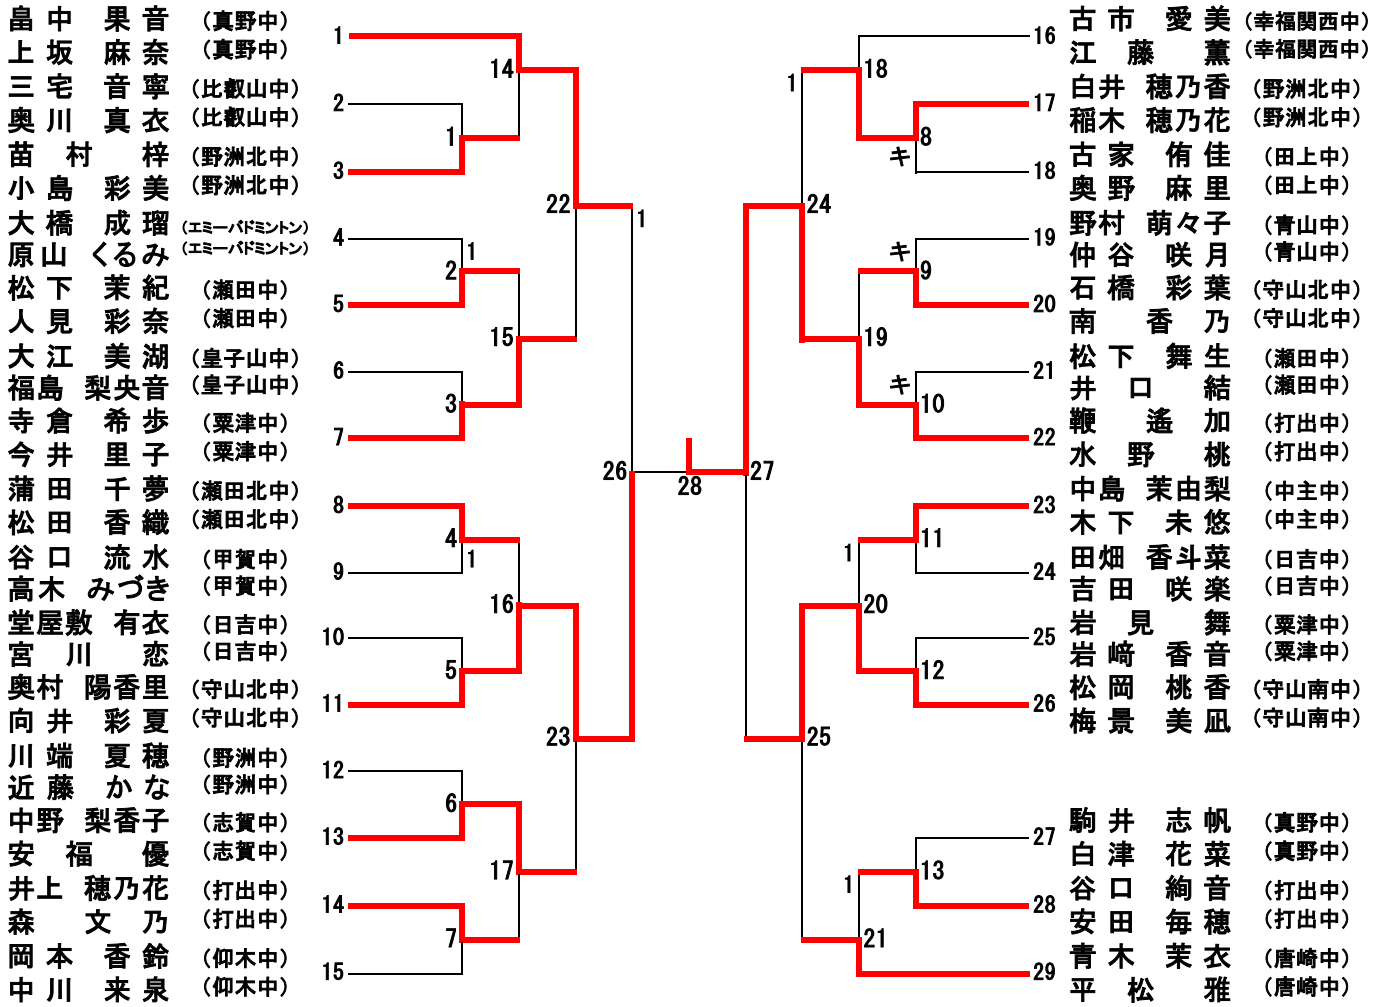 畠中 果音 (真野中)
上坂 麻奈 (真野中)
1
三宅 音寧 (比叡山中)
奥川 真衣 (比叡山中)
2
苗村 梓 (野洲北中)
小島 彩美 (野洲北中)
3
大橋 成瑠 (エミーバドミントン)
原山 くるみ (エミーバドミントン)
4
松下 茉紀 (瀬田中)
人見 彩奈 (瀬田中)
5
大江 美湖 (皇子山中)
福島 梨央音 (皇子山中)
6
寺倉 希歩 (粟津中)
今井 里子 (粟津中)
7
蒲田 千夢 (瀬田北中)
松田 香織 (瀬田北中)
8
谷口 流水 (甲賀中)
高木 みづき (甲賀中)
9
堂屋敷 有衣 (日吉中)
宮川 恋 (日吉中)
10
奥村 陽香里 (守山北中)
向井 彩夏 (守山北中)
11
川端 夏穂 (野洲中)
近藤 かな (野洲中)
12
中野 梨香子 (志賀中)
安福 優 (志賀中)
13
井上 穂乃花 (打出中)
森 文乃 (打出中)
14
岡本 香鈴 (仰木中)
中川 来泉 (仰木中)
15
14
1
22
1
1
2
15
3
26
4
1
16
5
23
6
17
7
28
27
1
18
8
キ
24
キ
9
19
キ
10
11
1
20
12
25
13
1
21
16
古市 愛美 (幸福関西中)
江藤 薫 (幸福関西中)
17
白井 穂乃香 (野洲北中)
稲木 穂乃花 (野洲北中)
18
古家 侑佳 (田上中)
奥野 麻里 (田上中)
19
野村 萌々子 (青山中)
仲谷 咲月 (青山中)
20
石橋 彩葉 (守山北中)
南 香乃 (守山北中)
21
松下 舞生 (瀬田中)
井口 結 (瀬田中)
22
鞭 遙加 (打出中)
水野 桃 (打出中)
23
中島 茉由梨 (中主中)
木下 未悠 (中主中)
24
田畑 香斗菜 (日吉中)
吉田 咲楽 (日吉中)
25
岩見 舞 (粟津中)
岩﨑 香音 (粟津中)
26
松岡 桃香 (守山南中)
梅景 美凪 (守山南中)
27
駒井 志帆 (真野中)
白津 花菜 (真野中)
28
谷口 絢音 (打出中)
安田 毎穂 (打出中)
29
青木 茉衣 (唐崎中)
平松 雅 (唐崎中)